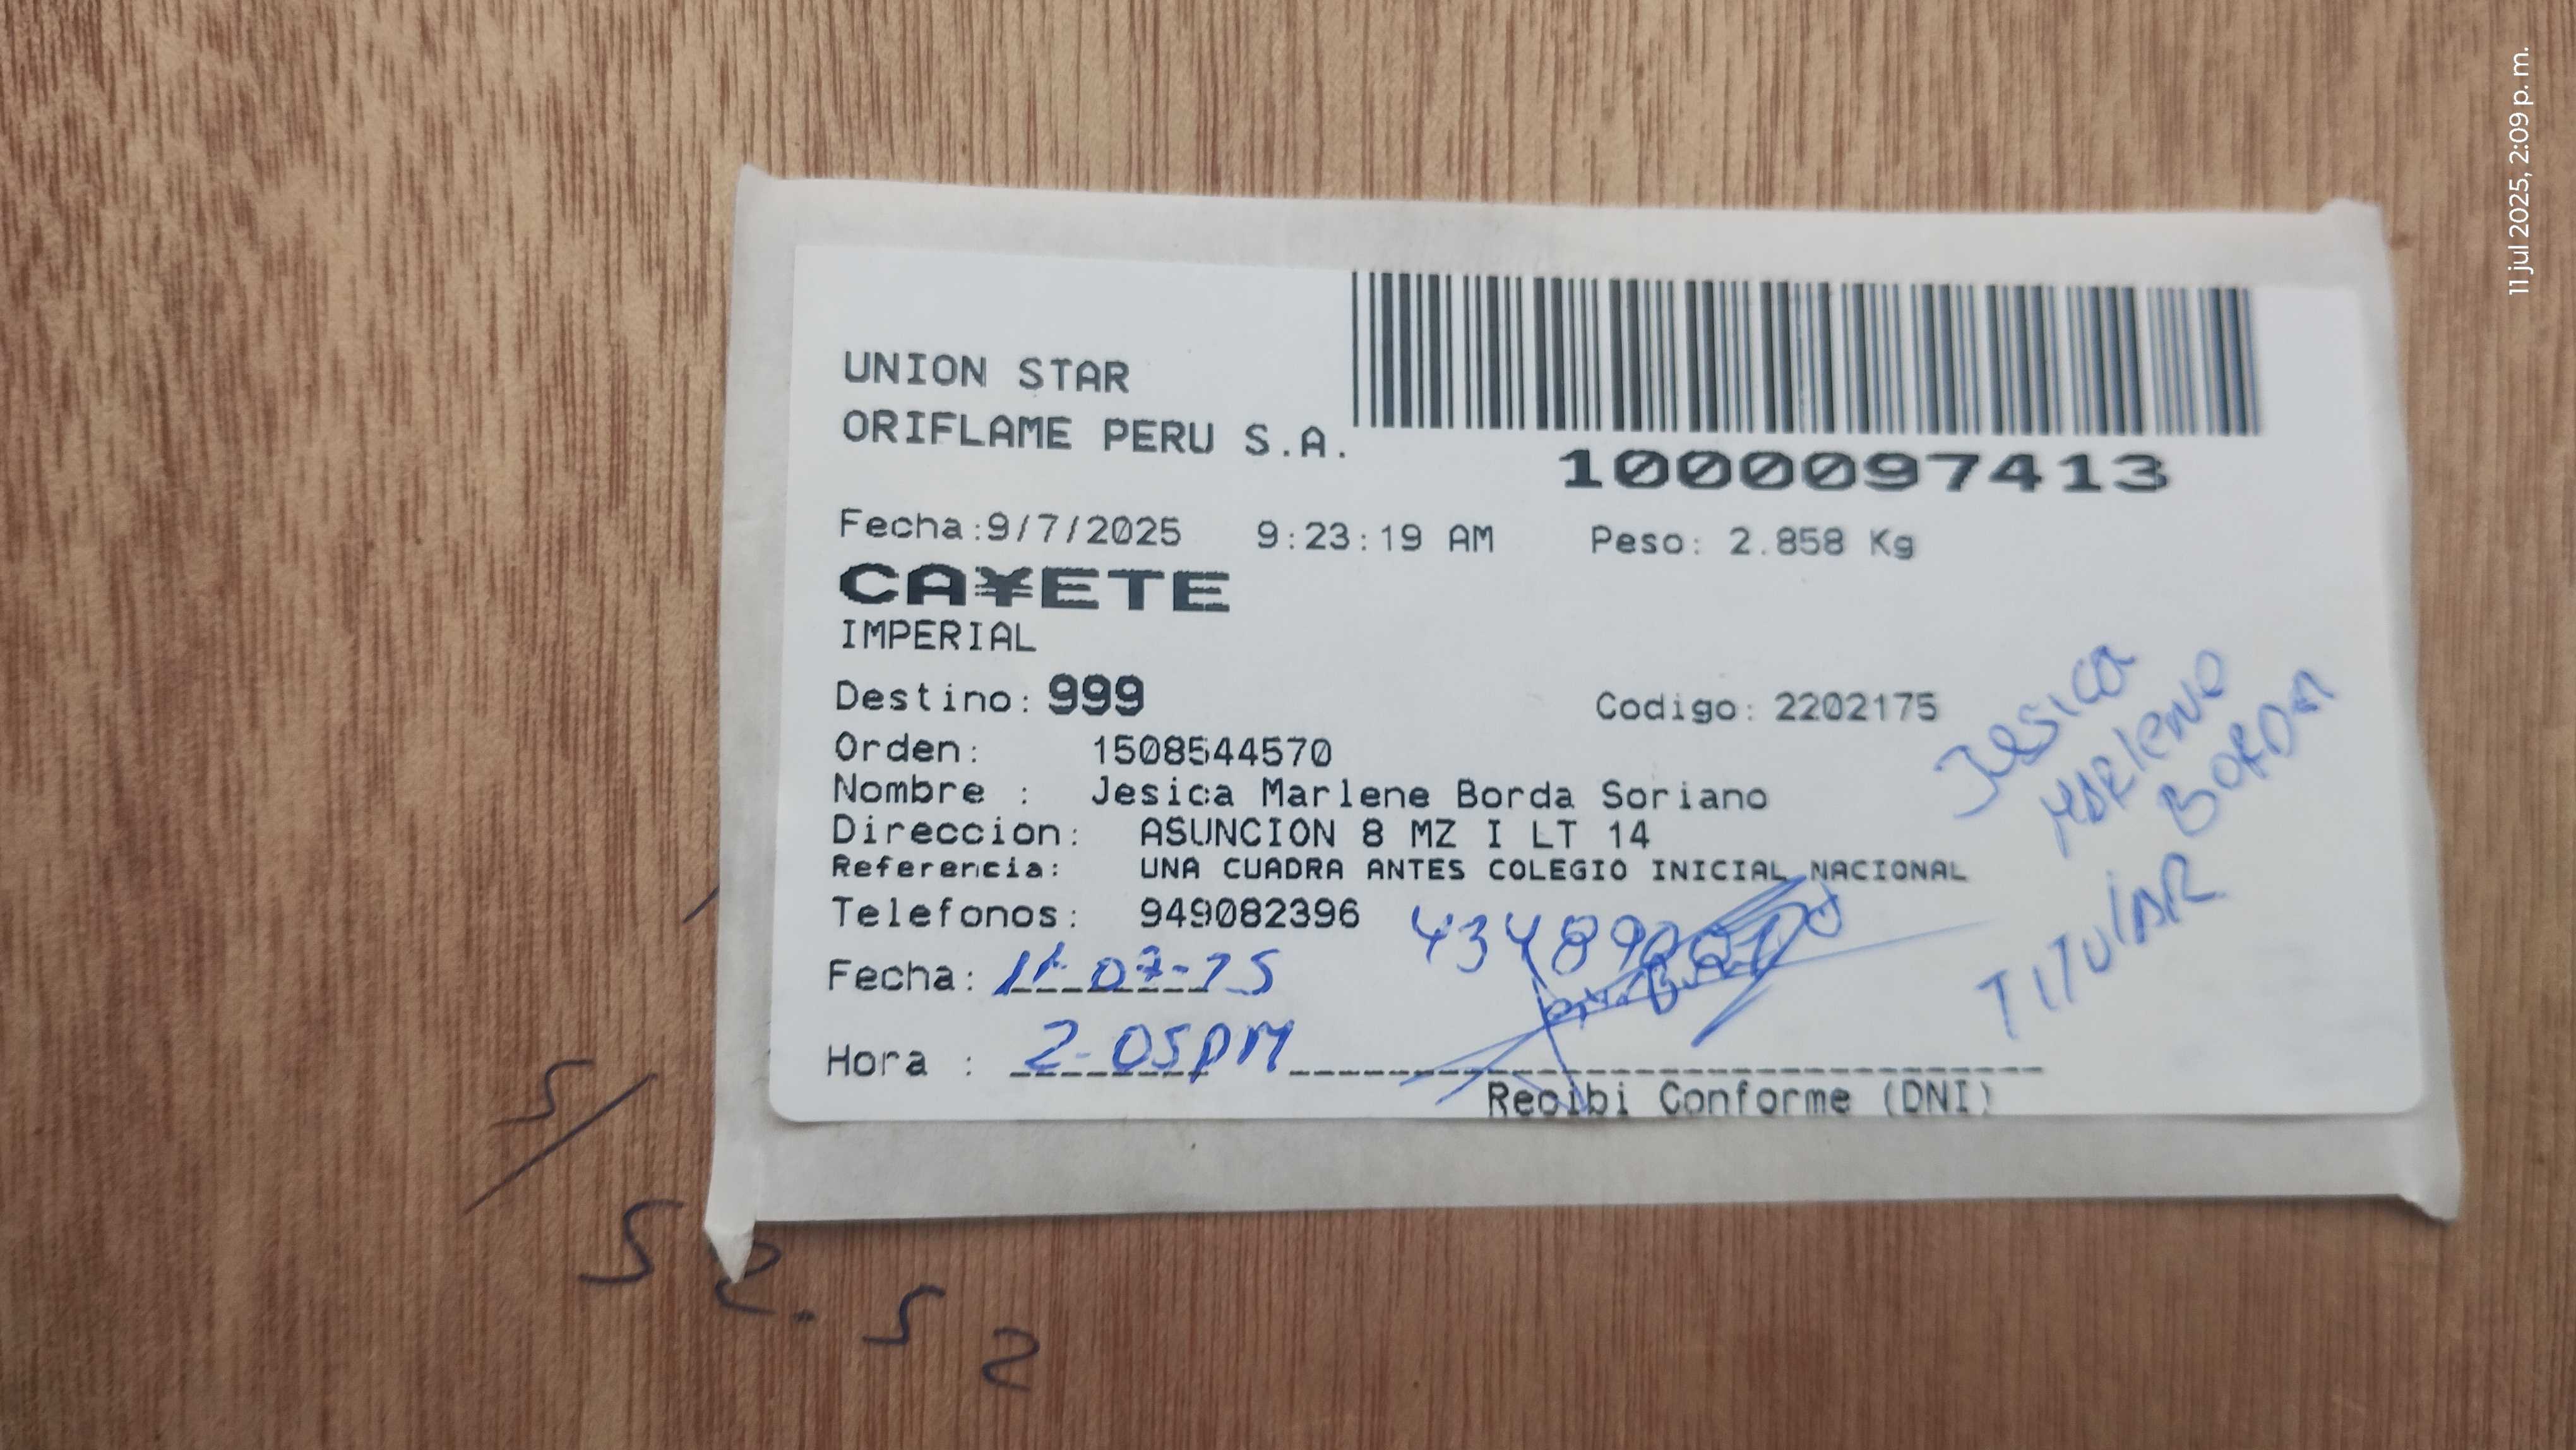 11 jul 2025, 2:09 p. m.
UNION STAR
ORIFLAME PERU S.A.
1000097413
Fecha:9/7/2025 9:23:19 AM Peso: 2.858 Kg
CA¥ETE
IMPERIAL
Destino: 999 Codigo: 2202175
Orden: 1508544570
Nombre : Jesica Marlene Borda Soriano
Direccion: ASUNCION 8 MZ I LT 14
Referencia: UNA CUADRA ANTES COLEGIO INICIAL NACIONAL
Telefonos: 949082396
Fecha: 11-07-25
Hora : 2-05PM
Recibi Conforme (DNI)
Jesica
Marleno
BORDA
TITULAR
S/
52.52